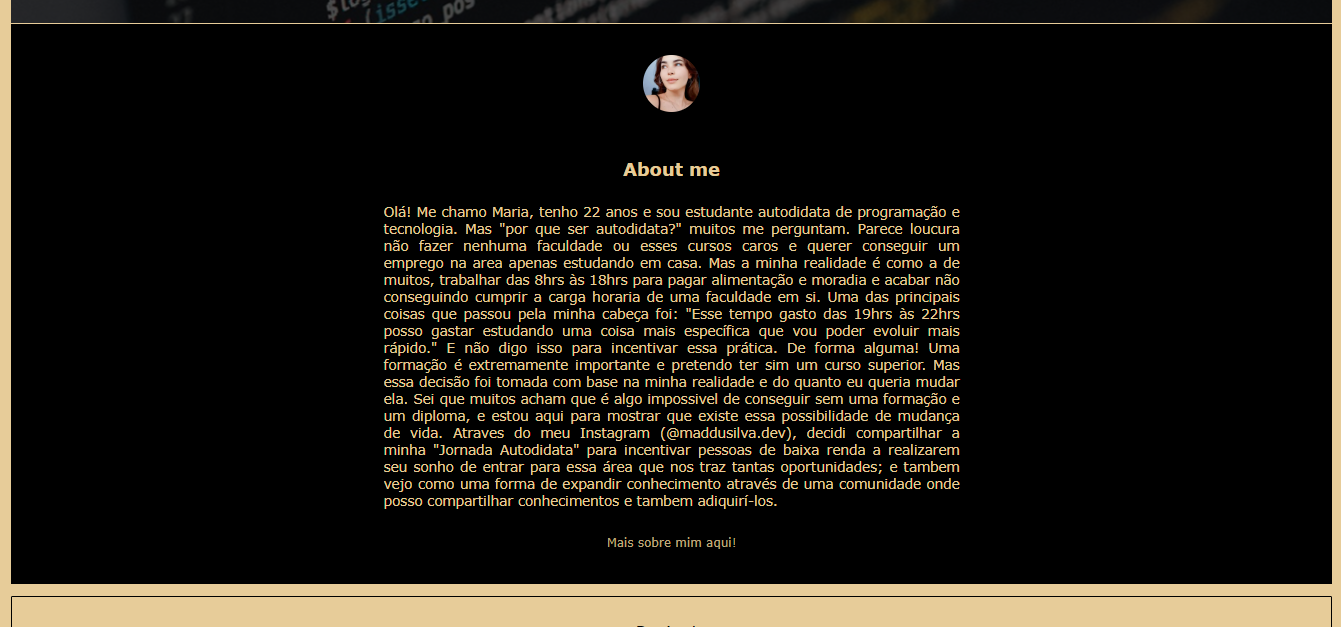 (isset
pos
About me
Olá! Me chamo Maria, tenho 22 anos e sou estudante autodidata de programação e
tecnologia. Mas "por que ser autodidata?" muitos me perguntam. Parece loucura
não fazer nenhuma faculdade ou esses cursos caros e querer conseguir um
emprego na area apenas estudando em casa. Mas a minha realidade é como a de
muitos, trabalhar das 8hrs às 18hrs para pagar alimentação e moradia e acabar não
conseguindo cumprir a carga horaria de uma faculdade em si. Uma das principais
coisas que passou pela minha cabeça foi: "Esse tempo gasto das 19hrs às 22hrs
posso gastar estudando uma coisa mais específica que vou poder evoluir mais
rápido." E não digo isso para incentivar essa prática. De forma alguma! Uma
formação é extremamente importante e pretendo ter sim um curso superior. Mas
essa decisão foi tomada com base na minha realidade e do quanto eu queria mudar
ela. Sei que muitos acham que é algo impossivel de conseguir sem uma formação e
um diploma, e estou aqui para mostrar que existe essa possibilidade de mudança
de vida. Atraves do meu Instagram (@maddusilva.dev), decidi compartilhar a
minha "Jornada Autodidata" para incentivar pessoas de baixa renda a realizarem
seu sonho de entrar para essa área que nos traz tantas oportunidades; e tambem
vejo como uma forma de expandir conhecimento através de uma comunidade onde
posso compartilhar conhecimentos e tambem adiquirí-los.
Mais sobre mim aqui!